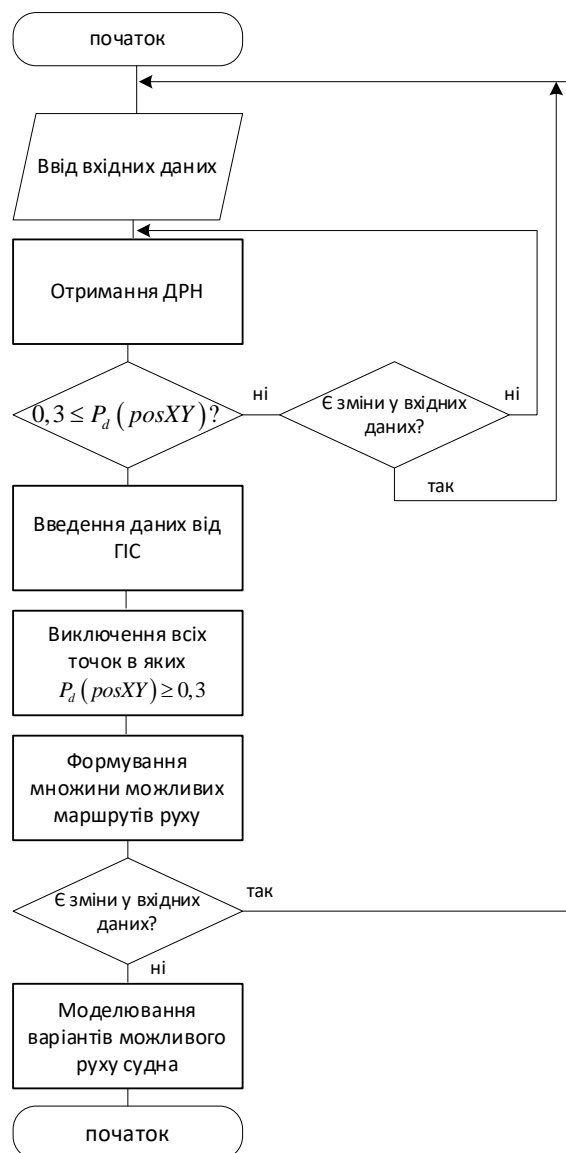 початок
Ввід вхідних даних
Отримання ДРН
0,3 ≤ P_d (posXY)?
ні
Є зміни у вхідних
даних?
ні
так
Введення даних від
ГІС
Виключення всіх
точок в яких
P_d (posXY) ≥ 0,3
Формування
множини можливих
маршрутів руху
Є зміни у вхідних
даних?
так
ні
Моделювання
варіантів можливого
руху судна
початок